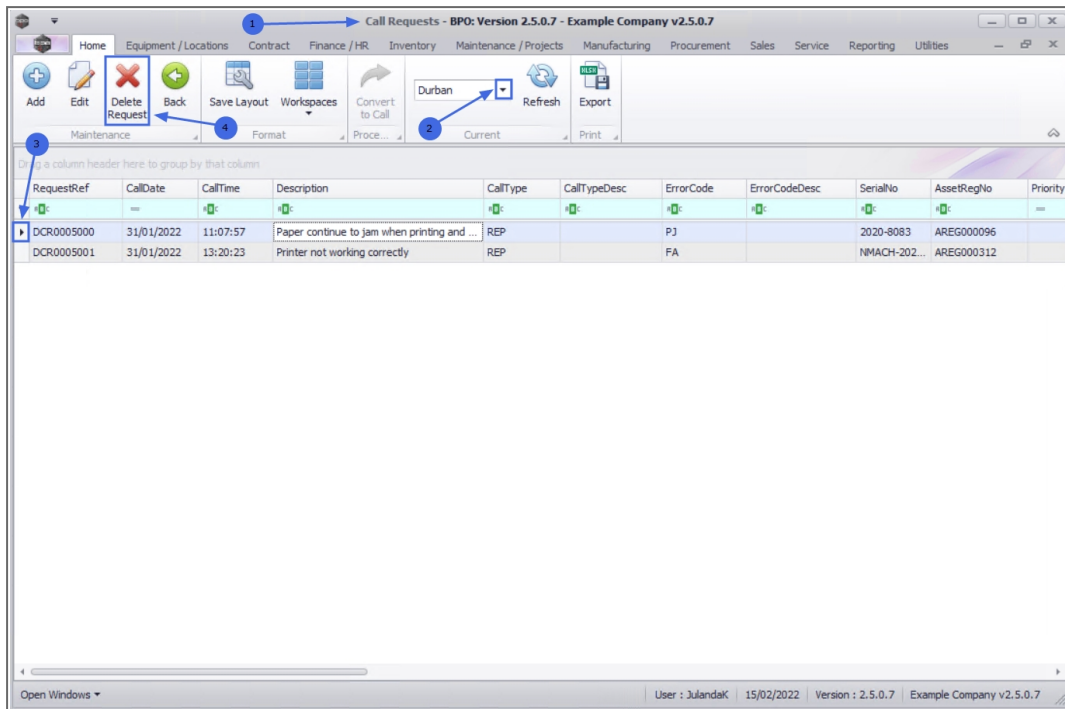 1
Call Requests - BPO: Version 2.5.0.7 - Example Company v2.5.0.7
Home Equipment / Locations Contract Finance / HR Inventory Maintenance / Projects Manufacturing Procurement Sales Service Reporting Utilities
Add Edit Delete Request Back Save Layout Workspaces Convert to Call Durban Refresh XLSX Export
4 2
Maintenance Format Proce... Current Print
3
Drag a column header here to group by that column
RequestRef CallDate CallTime Description CallType CallTypeDesc ErrorCode ErrorCodeDesc SerialNo AssetRegNo Priority
DCR0005000 31/01/2022 11:07:57 Paper continue to jam when printing and ... REP PJ 2020-8083 AREG000096
DCR0005001 31/01/2022 13:20:23 Printer not working correctly REP FA NMACH-202... AREG000312
Open Windows User : JulandaK 15/02/2022 Version : 2.5.0.7 Example Company v2.5.0.7